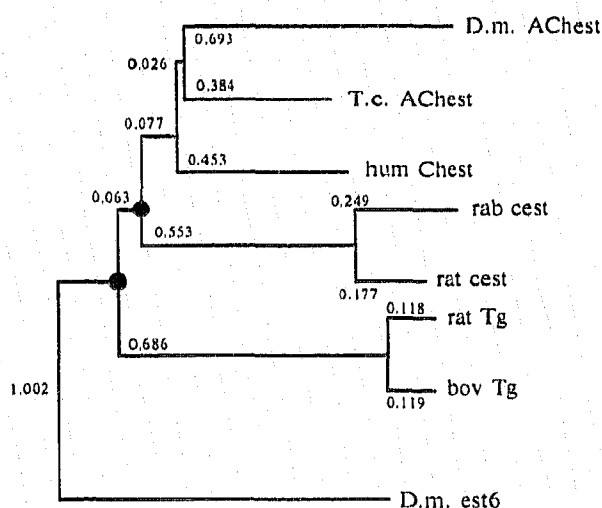 D.m. AChest
0.693
0.026
0.384
T.c. AChest
0.077
0.453
hum Chest
0.063
0.249
rab cest
0.553
rat cest
0.177
0.118
rat Tg
0.686
1.002
bov Tg
0.119
D.m. est6